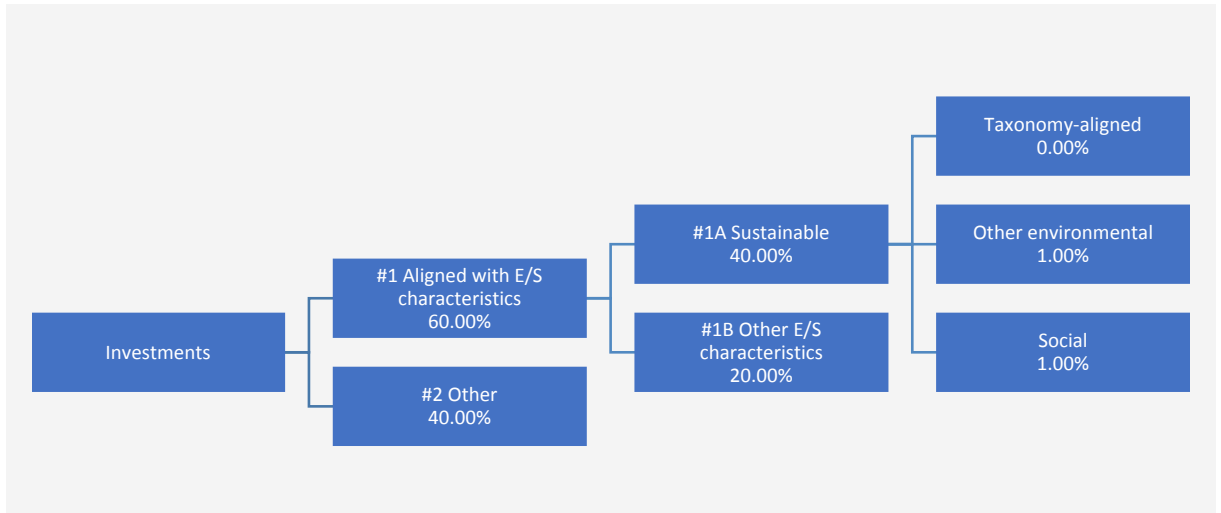 Investments
#1 Aligned with E/S
characteristics
60.00%
#2 Other
40.00%
#1A Sustainable
40.00%
#1B Other E/S
characteristics
20.00%
Taxonomy-aligned
0.00%
Other environmental
1.00%
Social
1.00%